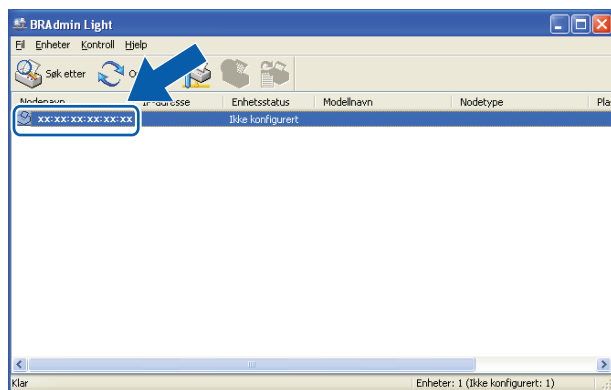 BRAdmin Light
Fil Enheter Kontroll Hjelp
Søk etter
Nodenavn IP-adresse Enhetsstatus Modellnavn Nodetype
xx:xx:xx:xx:xx:xx Ikke konfigurert
Klar Enheter: 1 (Ikke konfigurert: 1)